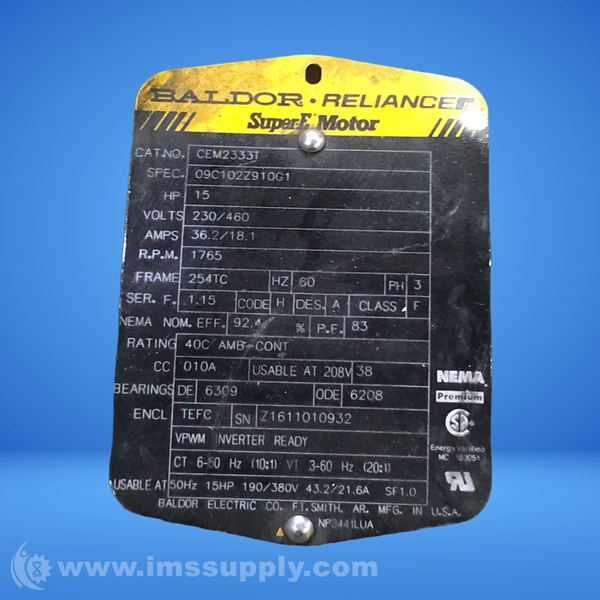 BALDOR • RELIANCE
Super-E Motor
CAT.NO. CEM2333T
SPEC. 09C102Z910G1
HP 15
VOLTS 230/460
AMPS 36.2/18.1
R.P.M. 1765
FRAME 254TC HZ 60 PH 3
SER. F. 1.15 CODE H DES. A CLASS F
NEMA NOM. EFF. 92.4 % P.F. 83
RATING 40C AMB-CONT
CC 010A USABLE AT 208V 38
BEARINGS DE 6309 ODE 6208
ENCL TEFC SN Z1611010932
VPWM INVERTER READY
CT 6-60 Hz (10:1) VT 3-60 Hz (20:1)
USABLE AT 50Hz 15HP 190/380V 43.2/21.6A SF1.0
BALDOR ELECTRIC CO. FT.SMITH, AR. MFG. IN U.S.A.
NP3441LUA
NEMA
Premium
Energy Verified
MC
© www.imssupply.com